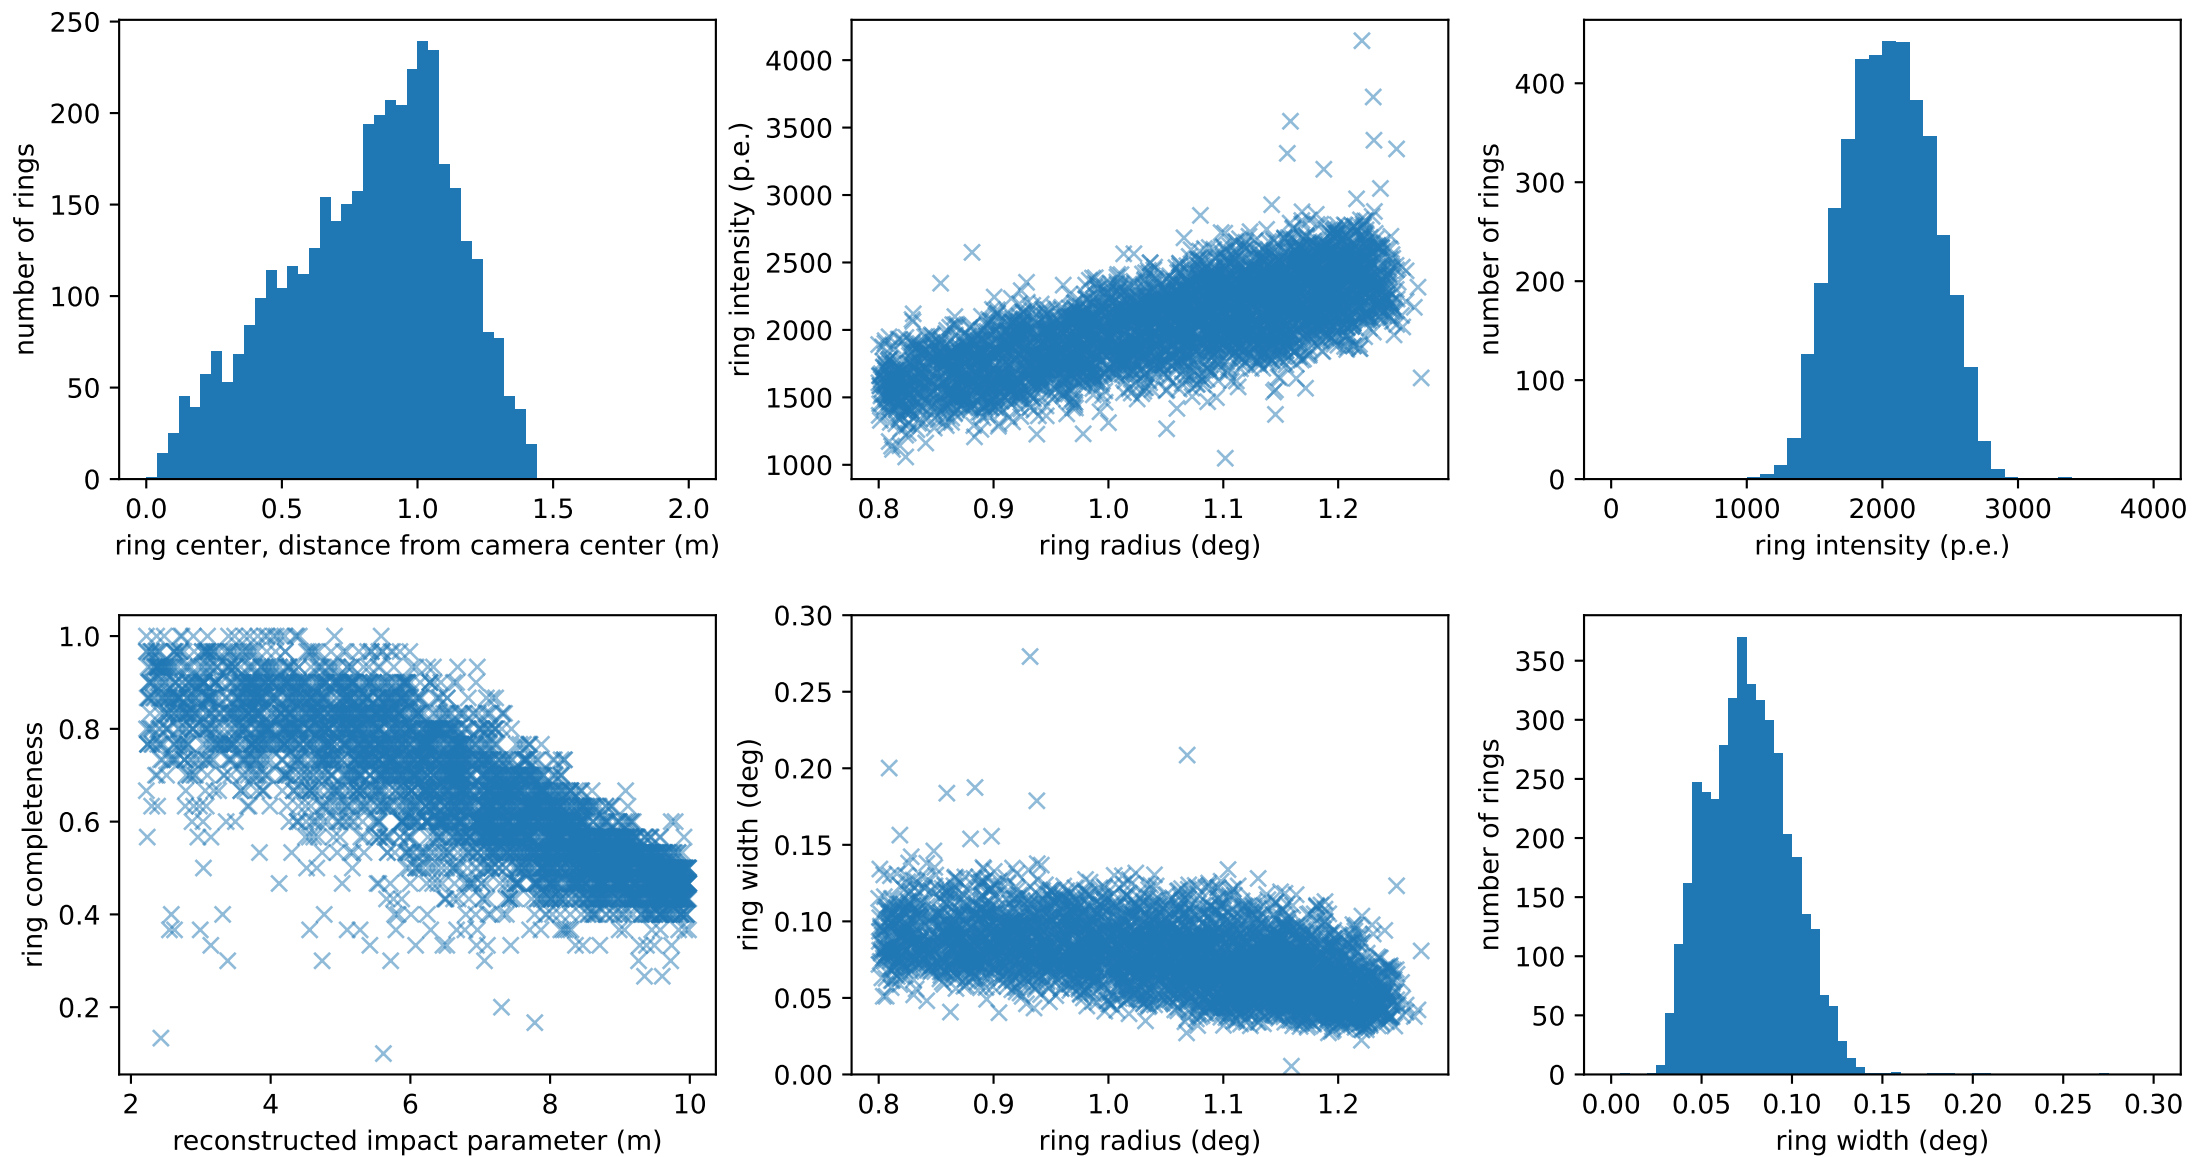 250
200
150
100
50
0
number of rings
0.0 0.5 1.0 1.5 2.0
ring center, distance from camera center (m)
4000
3500
3000
2500
2000
1500
1000
ring intensity (p.e.)
0.8 0.9 1.0 1.1 1.2
ring radius (deg)
400
300
200
100
0
number of rings
0 1000 2000 3000 4000
ring intensity (p.e.)
1.0
0.8
0.6
0.4
0.2
ring completeness
2 4 6 8 10
reconstructed impact parameter (m)
0.30
0.25
0.20
0.15
0.10
0.05
0.00
ring width (deg)
0.8 0.9 1.0 1.1 1.2
ring radius (deg)
350
300
250
200
150
100
50
0
number of rings
0.00 0.05 0.10 0.15 0.20 0.25 0.30
ring width (deg)